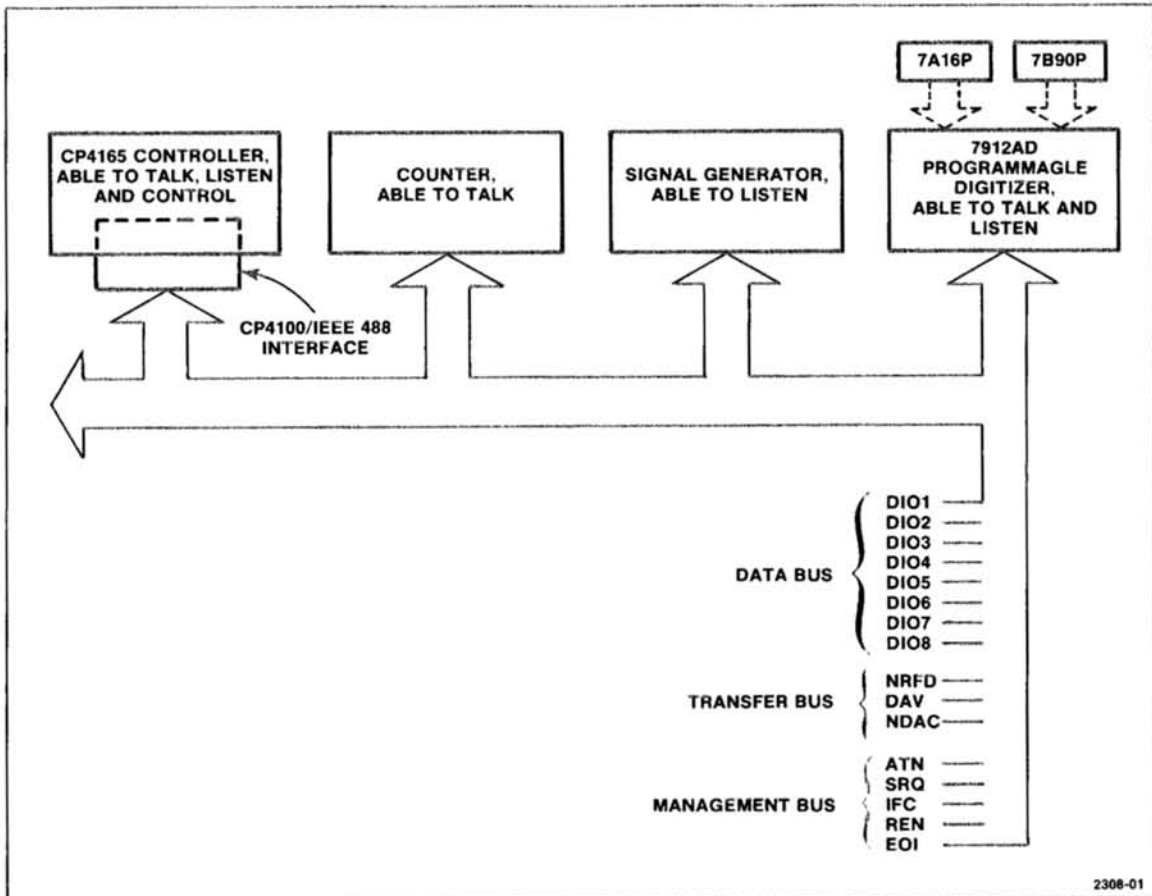 7A16P
7B90P
CP4165 CONTROLLER,
ABLE TO TALK, LISTEN
AND CONTROL
COUNTER,
ABLE TO TALK
SIGNAL GENERATOR,
ABLE TO LISTEN
7912AD
PROGRAMMAGLE
DIGITIZER,
ABLE TO TALK AND
LISTEN
CP4100/IEEE 488
INTERFACE
DATA BUS
DIO1
DIO2
DIO3
DIO4
DIO5
DIO6
DIO7
DIO8
TRANSFER BUS
NRFD
DAV
NDAC
MANAGEMENT BUS
ATN
SRQ
IFC
REN
EOI
2308-01